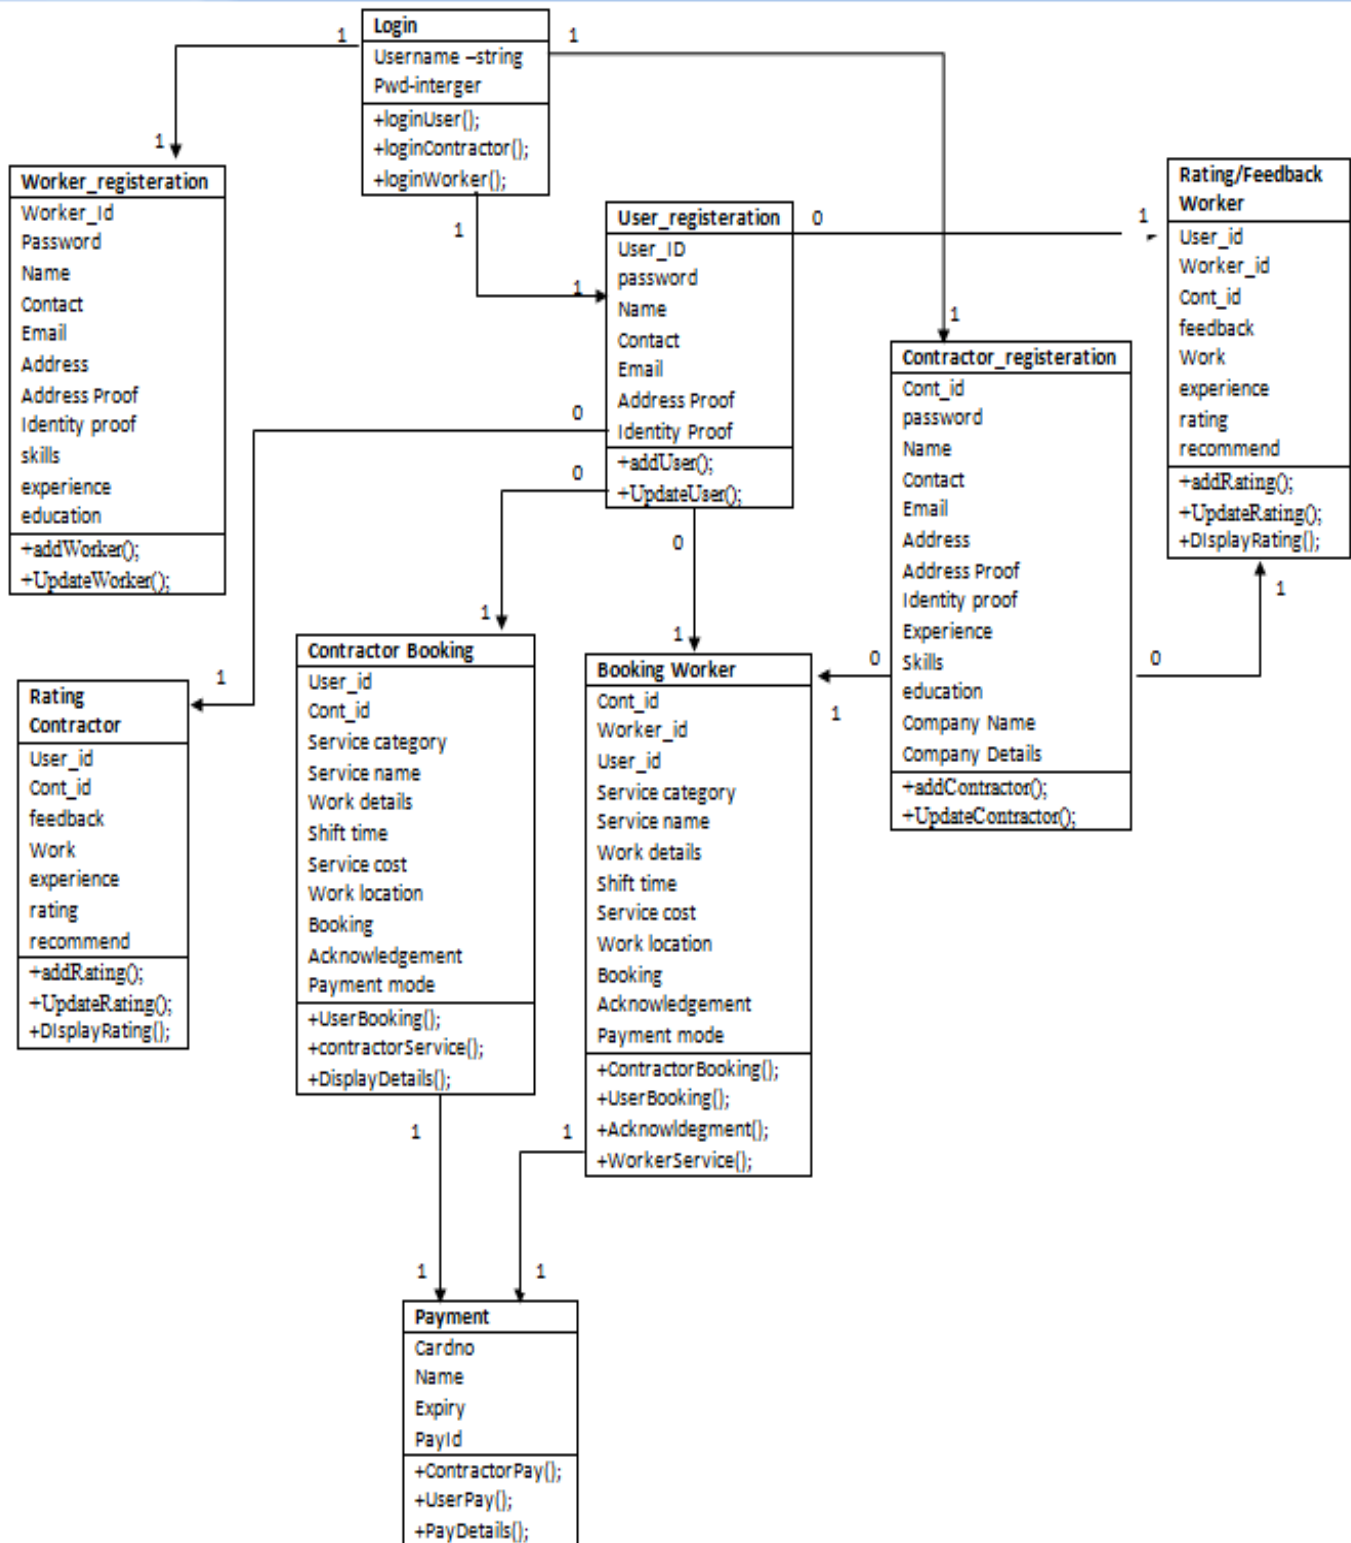 Login
Username –string
Pwd-interger
+loginUser();
+loginContractor();
+loginWorker();
1
1
1
1
1
1
Worker_registeration
Worker_Id
Password
Name
Contact
Email
Address
Address Proof
Identity proof
skills
experience
education
+addWorker();
+UpdateWorker();
User_registeration
User_ID
password
Name
Contact
Email
Address Proof
Identity Proof
+addUser();
+UpdateUser();
0
1
0
1
0
1
0
1
Rating/Feedback
Worker
User_id
Worker_id
Cont_id
feedback
Work
experience
rating
recommend
+addRating();
+UpdateRating();
+DIsplayRating();
Contractor_registeration
Cont_id
password
Name
Contact
Email
Address
Address Proof
Identity proof
Experience
Skills
education
Company Name
Company Details
+addContractor();
+UpdateContractor();
0
1
0
1
Rating
Contractor
User_id
Cont_id
feedback
Work
experience
rating
recommend
+addRating();
+UpdateRating();
+DIsplayRating();
Contractor Booking
User_id
Cont_id
Service category
Service name
Work details
Shift time
Service cost
Work location
Booking
Acknowledgement
Payment mode
+UserBooking();
+contractorService();
+DisplayDetails();
Booking Worker
Cont_id
Worker_id
User_id
Service category
Service name
Work details
Shift time
Service cost
Work location
Booking
Acknowledgement
Payment mode
+ContractorBooking();
+UserBooking();
+Acknowldegment();
+WorkerService();
1
1
1
1
Payment
Cardno
Name
Expiry
PayId
+ContractorPay();
+UserPay();
+PayDetails();